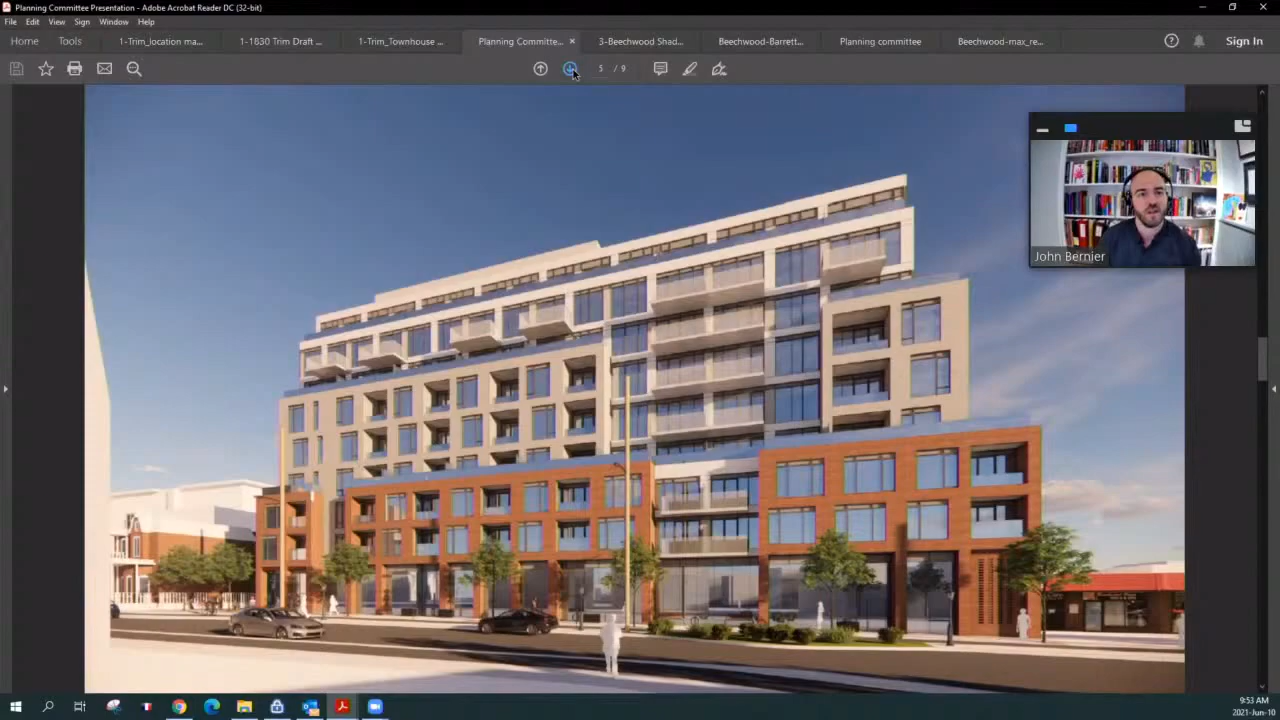 Planning Committee Presentation - Adobe Acrobat Reader DC (32-bit)
File Edit View Sign Window Help
Home Tools 1-Trim_location ma... 1-1830 Trim Draft ... 1-Trim_Townhouse ... Planning Committe... 3-Beechwood Shad... Beechwood-Barrett... Planning committee Beechwood-max_re... Sign In
5 / 9
John Bernier
9:53 AM
2021-Jun-10